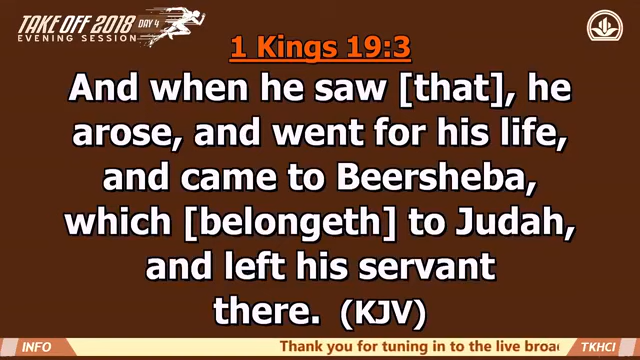 TAKE OFF 2018 DAY 4
EVENING SESSION
1 Kings 19:3
And when he saw [that], he
arose, and went for his life,
and came to Beersheba,
which [belongeth] to Judah,
and left his servant
there. (KJV)
INFO Thank you for tuning in to the live broad TKHCI